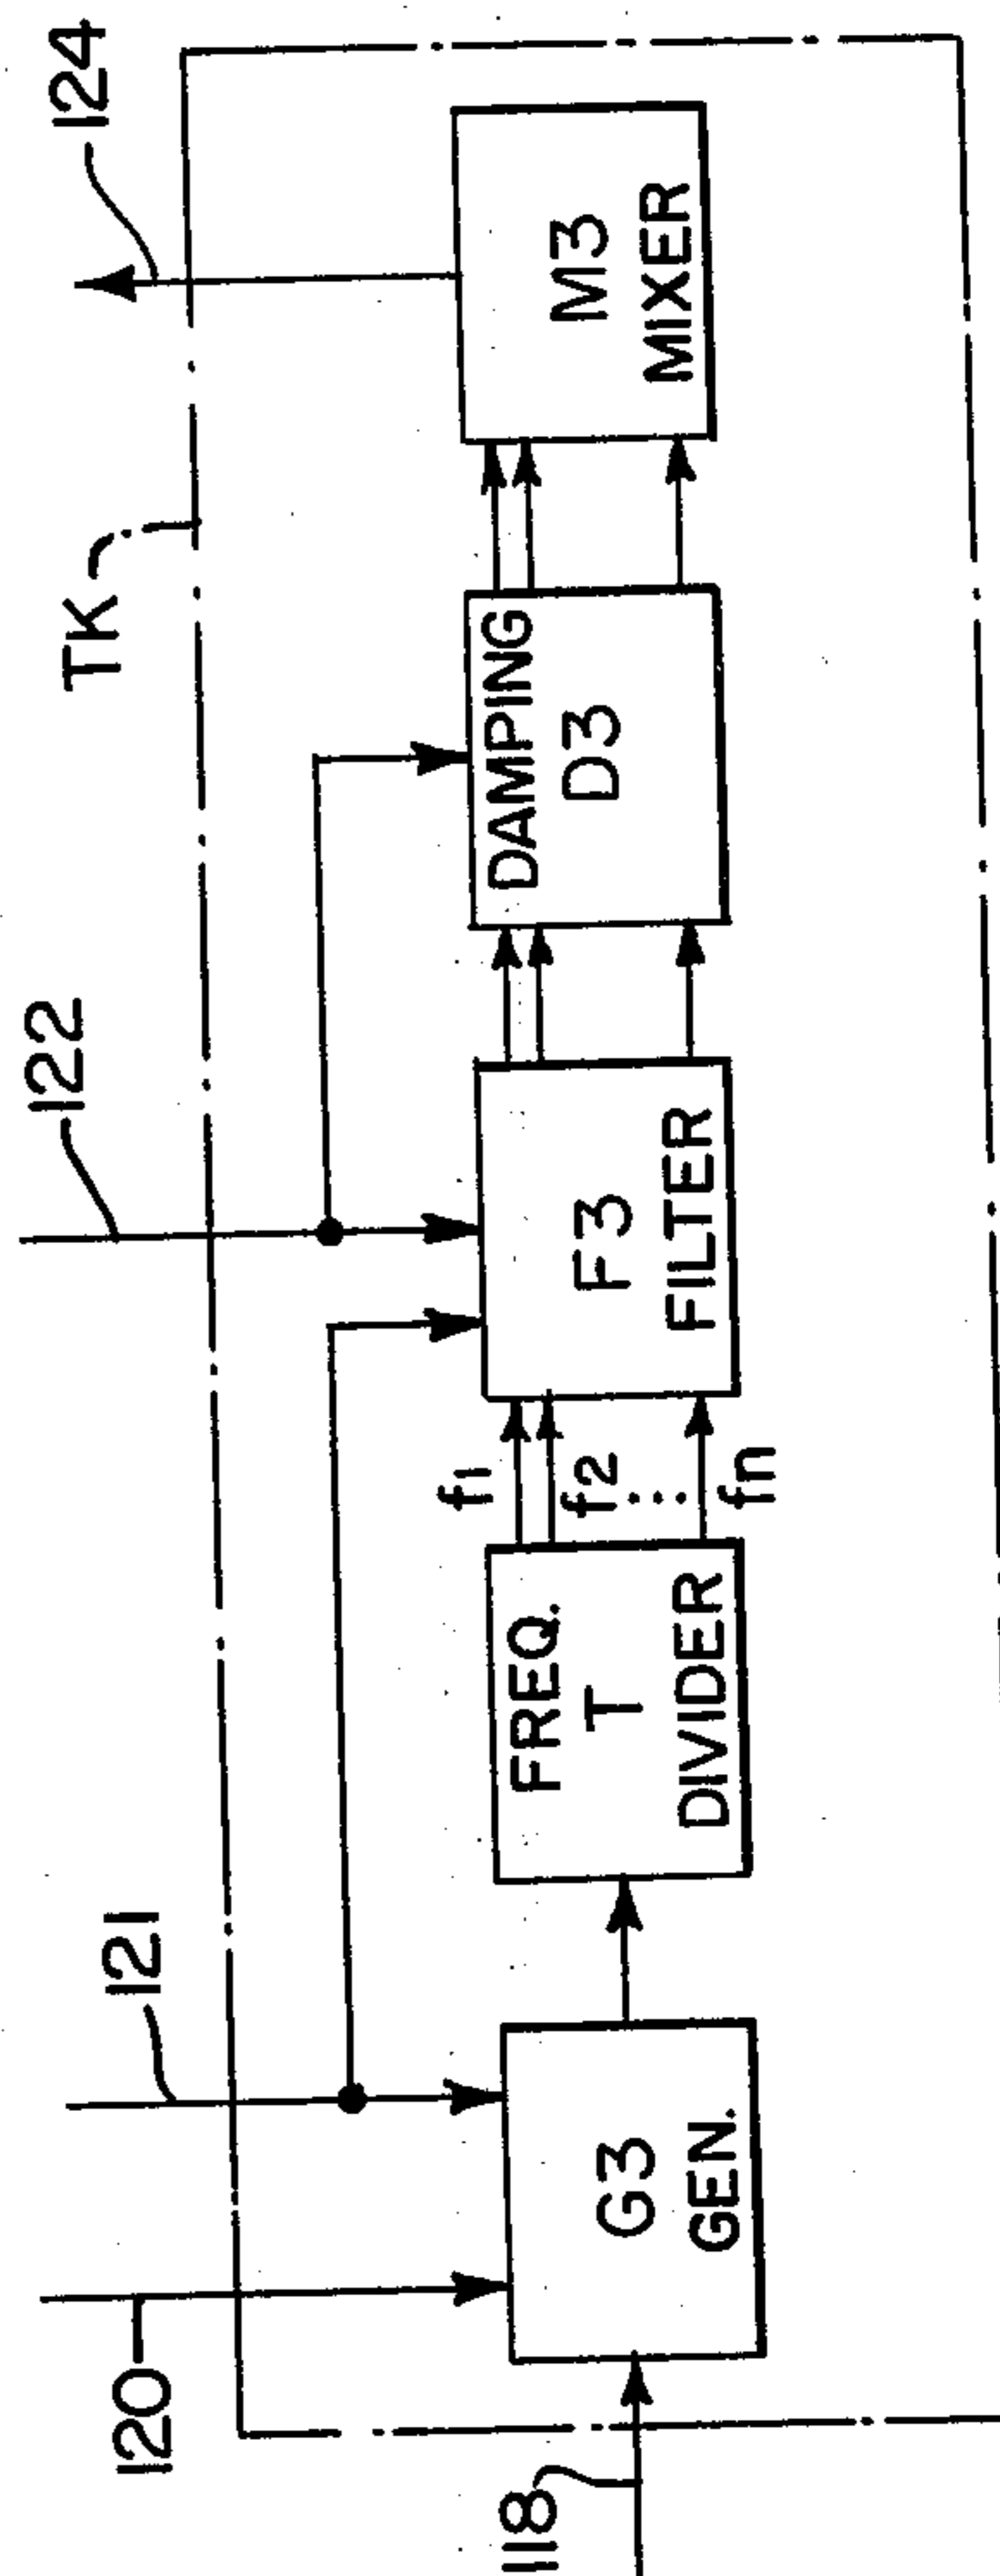 120
121
122
TK
124
118
G3
GEN.
FREQ.
T
DIVIDER
f1
f2
⋮
fn
F3
FILTER
DAMPING
D3
M3
MIXER